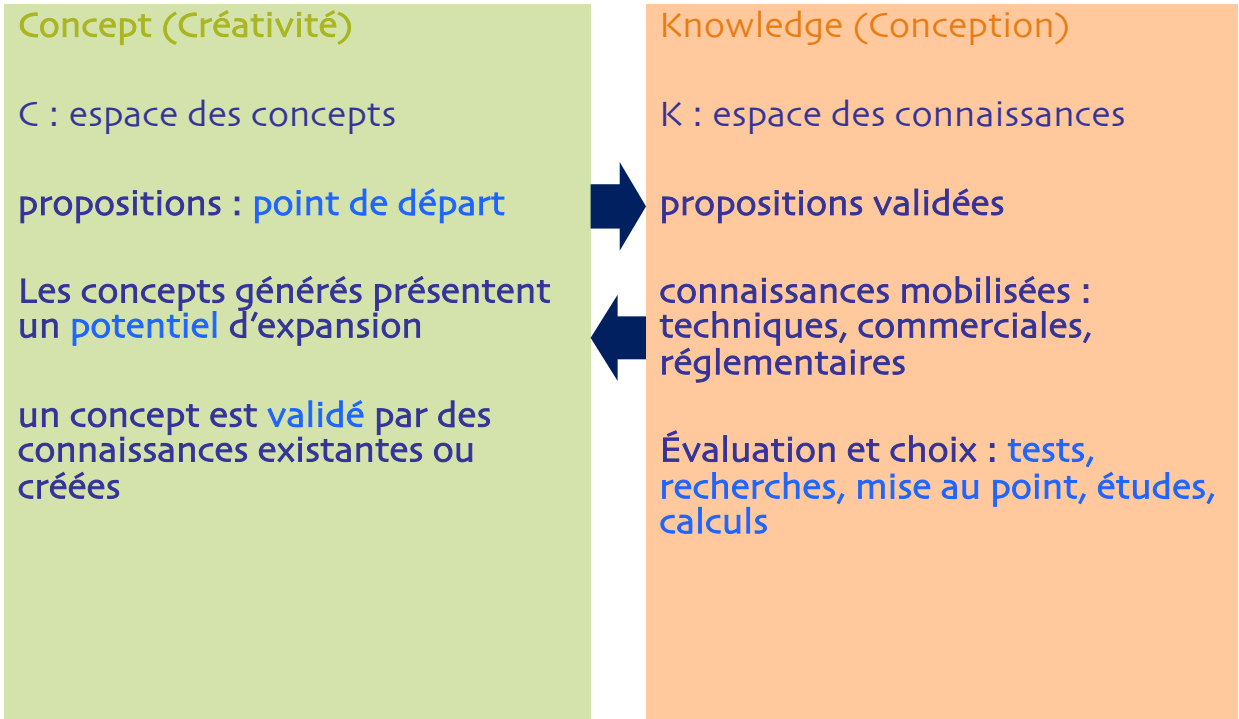 Concept (Créativité)
C : espace des concepts
propositions : point de départ
Les concepts générés présentent
un potentiel d’expansion
un concept est validé par des
connaissances existantes ou
créées
Knowledge (Conception)
K : espace des connaissances
propositions validées
connaissances mobilisées :
techniques, commerciales,
réglementaires
Évaluation et choix : tests,
recherches, mise au point, études,
calculs